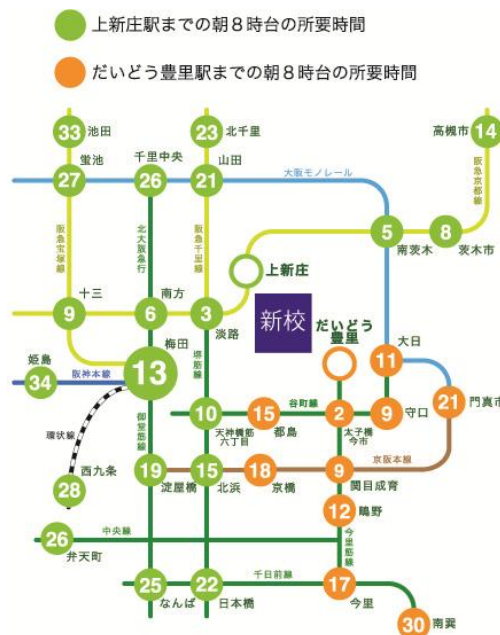 上新庄駅までの朝8時台の所要時間
だいどう豊里駅までの朝8時台の所要時間
33
池田
23
北千里
高槻市
14
蛍池
千里中央
山田
27
26
21
大阪モノレール
阪急京都線
阪急宝塚線
北大阪急行
阪急千里線
5
8
南茨木
茨木市
上新庄
十三
南方
9
6
3
淡路
新校
だいどう
豊里
大日
11
梅田
13
姫島
34
阪神本線
堺筋線
21
門真市
谷町線
環状線
御堂筋線
10
15
2
9
天神橋筋
六丁目
都島
太子橋
今市
守口
京阪本線
19
15
18
9
淀屋橋
北浜
京橋
関目成育
西九条
28
12
鴫野
中央線
26
弁天町
今里筋線
千日前線
25
22
17
なんば
日本橋
今里
30
南巽